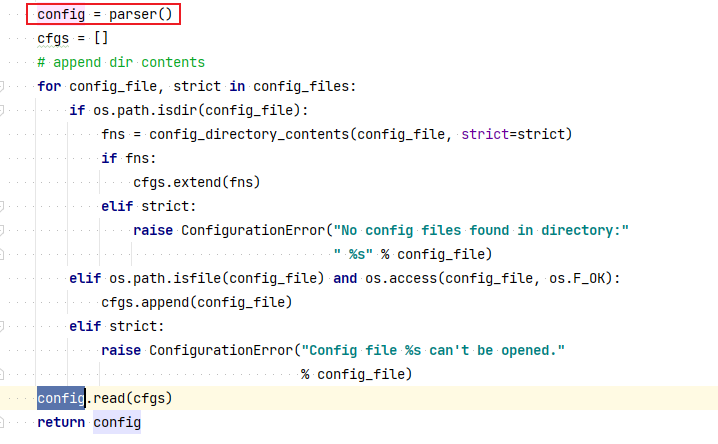 config = parser()
cfgs = []
# append dir contents
for config_file, strict in config_files:
if os.path.isdir(config_file):
fns = config_directory_contents(config_file, strict=strict)
if fns:
cfgs.extend(fns)
elif strict:
raise ConfigurationError("No config files found in directory:"
" %s" % config_file)
elif os.path.isfile(config_file) and os.access(config_file, os.F_OK):
cfgs.append(config_file)
elif strict:
raise ConfigurationError("Config file %s can't be opened."
% config_file)
config.read(cfgs)
return config